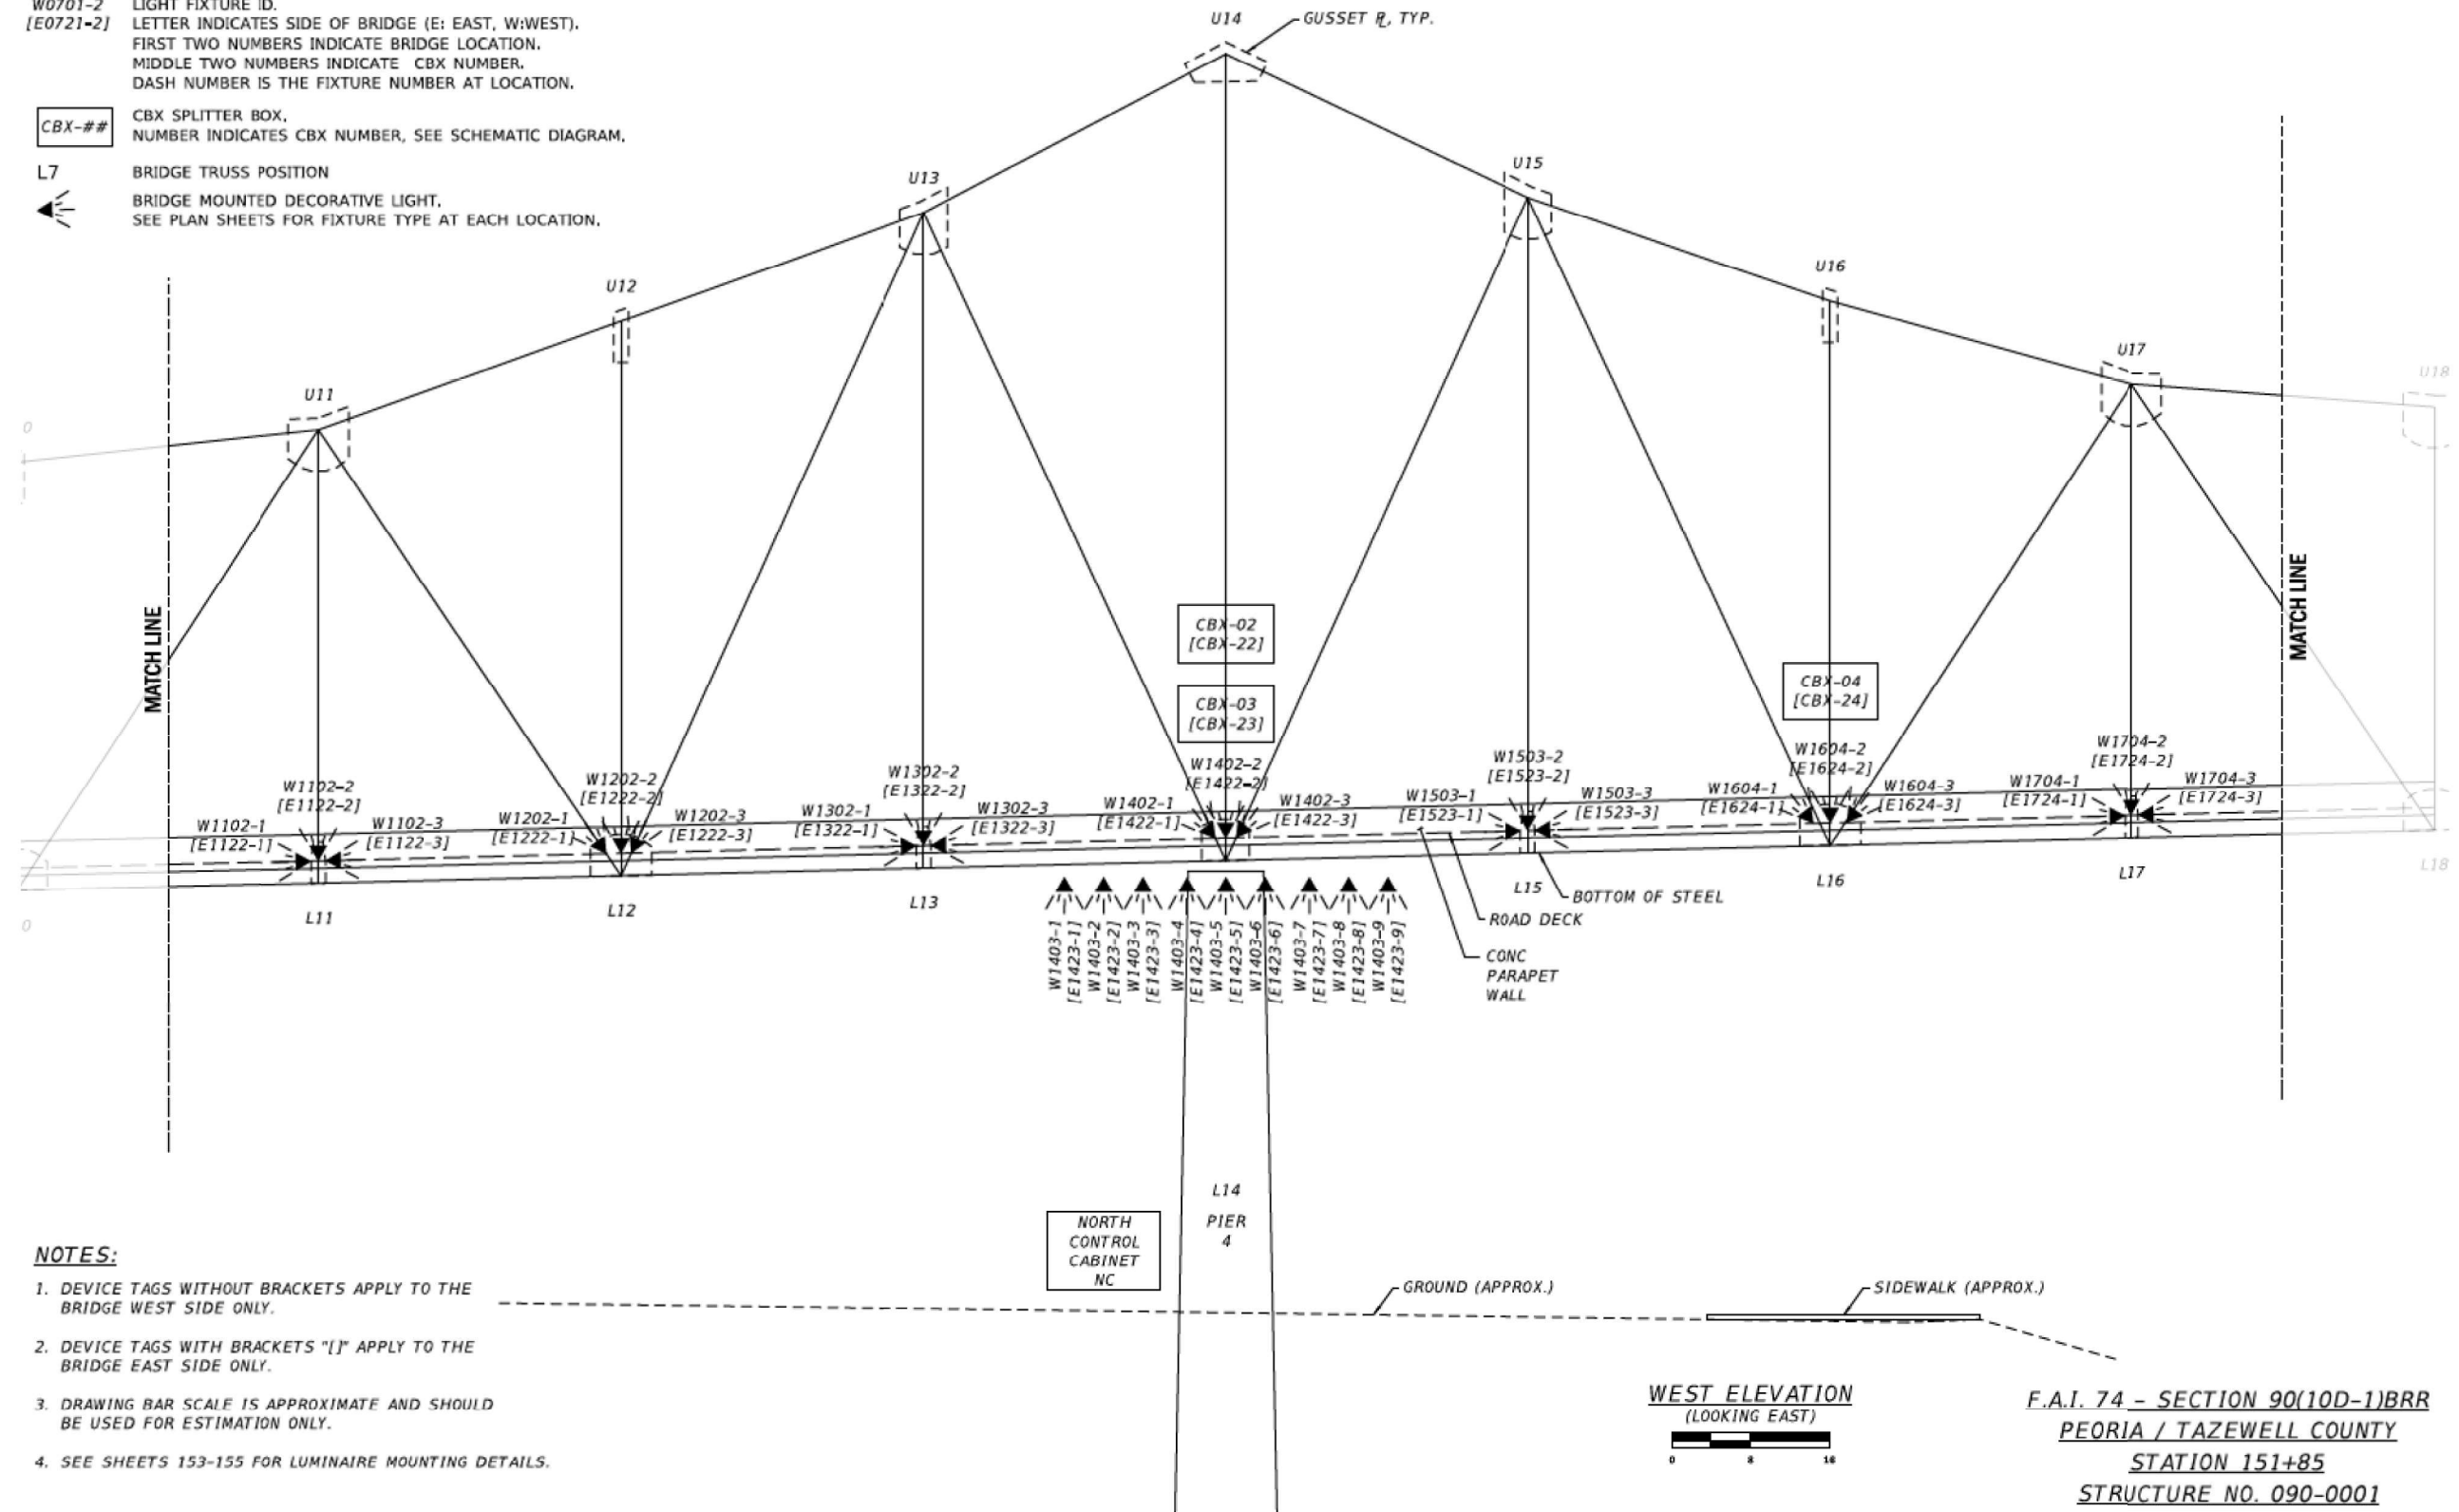 W0701-2 LIGHT FIXTURE ID.
[E0721-2] LETTER INDICATES SIDE OF BRIDGE (E: EAST, W:WEST).
FIRST TWO NUMBERS INDICATE BRIDGE LOCATION.
MIDDLE TWO NUMBERS INDICATE CBX NUMBER.
DASH NUMBER IS THE FIXTURE NUMBER AT LOCATION.
CBX-##
CBX SPLITTER BOX,
NUMBER INDICATES CBX NUMBER, SEE SCHEMATIC DIAGRAM.
L7 BRIDGE TRUSS POSITION
BRIDGE MOUNTED DECORATIVE LIGHT.
SEE PLAN SHEETS FOR FIXTURE TYPE AT EACH LOCATION.
U14
GUSSET PL, TYP.
U13
U15
U12
U16
U11
U17
U18
0
MATCH LINE
MATCH LINE
CBX-02
[CBX-22]
CBX-03
[CBX-23]
CBX-04
[CBX-24]
W1102-1
[E1122-1]
W1102-2
[E1122-2]
W1102-3
[E1122-3]
W1202-1
[E1222-1]
W1202-2
[E1222-2]
W1202-3
[E1222-3]
W1302-1
[E1322-1]
W1302-2
[E1322-2]
W1302-3
[E1322-3]
W1402-1
[E1422-1]
W1402-2
[E1422-2]
W1402-3
[E1422-3]
W1503-1
[E1523-1]
W1503-2
[E1523-2]
W1503-3
[E1523-3]
W1604-1
[E1624-1]
W1604-2
[E1624-2]
W1604-3
[E1624-3]
W1704-1
[E1724-1]
W1704-2
[E1724-2]
W1704-3
[E1724-3]
L11
L12
L13
L15
L16
L17
L18
0
W1403-1
[E1423-1]
W1403-2
[E1423-2]
W1403-3
[E1423-3]
W1403-4
[E1423-4]
W1403-5
[E1423-5]
W1403-6
[E1423-6]
W1403-7
[E1423-7]
W1403-8
[E1423-8]
W1403-9
[E1423-9]
BOTTOM OF STEEL
ROAD DECK
CONC
PARAPET
WALL
L14
PIER
4
NORTH
CONTROL
CABINET
NC
GROUND (APPROX.)
SIDEWALK (APPROX.)
NOTES:
1. DEVICE TAGS WITHOUT BRACKETS APPLY TO THE
BRIDGE WEST SIDE ONLY.
2. DEVICE TAGS WITH BRACKETS "[]" APPLY TO THE
BRIDGE EAST SIDE ONLY.
3. DRAWING BAR SCALE IS APPROXIMATE AND SHOULD
BE USED FOR ESTIMATION ONLY.
4. SEE SHEETS 153-155 FOR LUMINAIRE MOUNTING DETAILS.
WEST ELEVATION
(LOOKING EAST)
0 8 16
F.A.I. 74 - SECTION 90(10D-1)BRR
PEORIA / TAZEWELL COUNTY
STATION 151+85
STRUCTURE NO. 090-0001